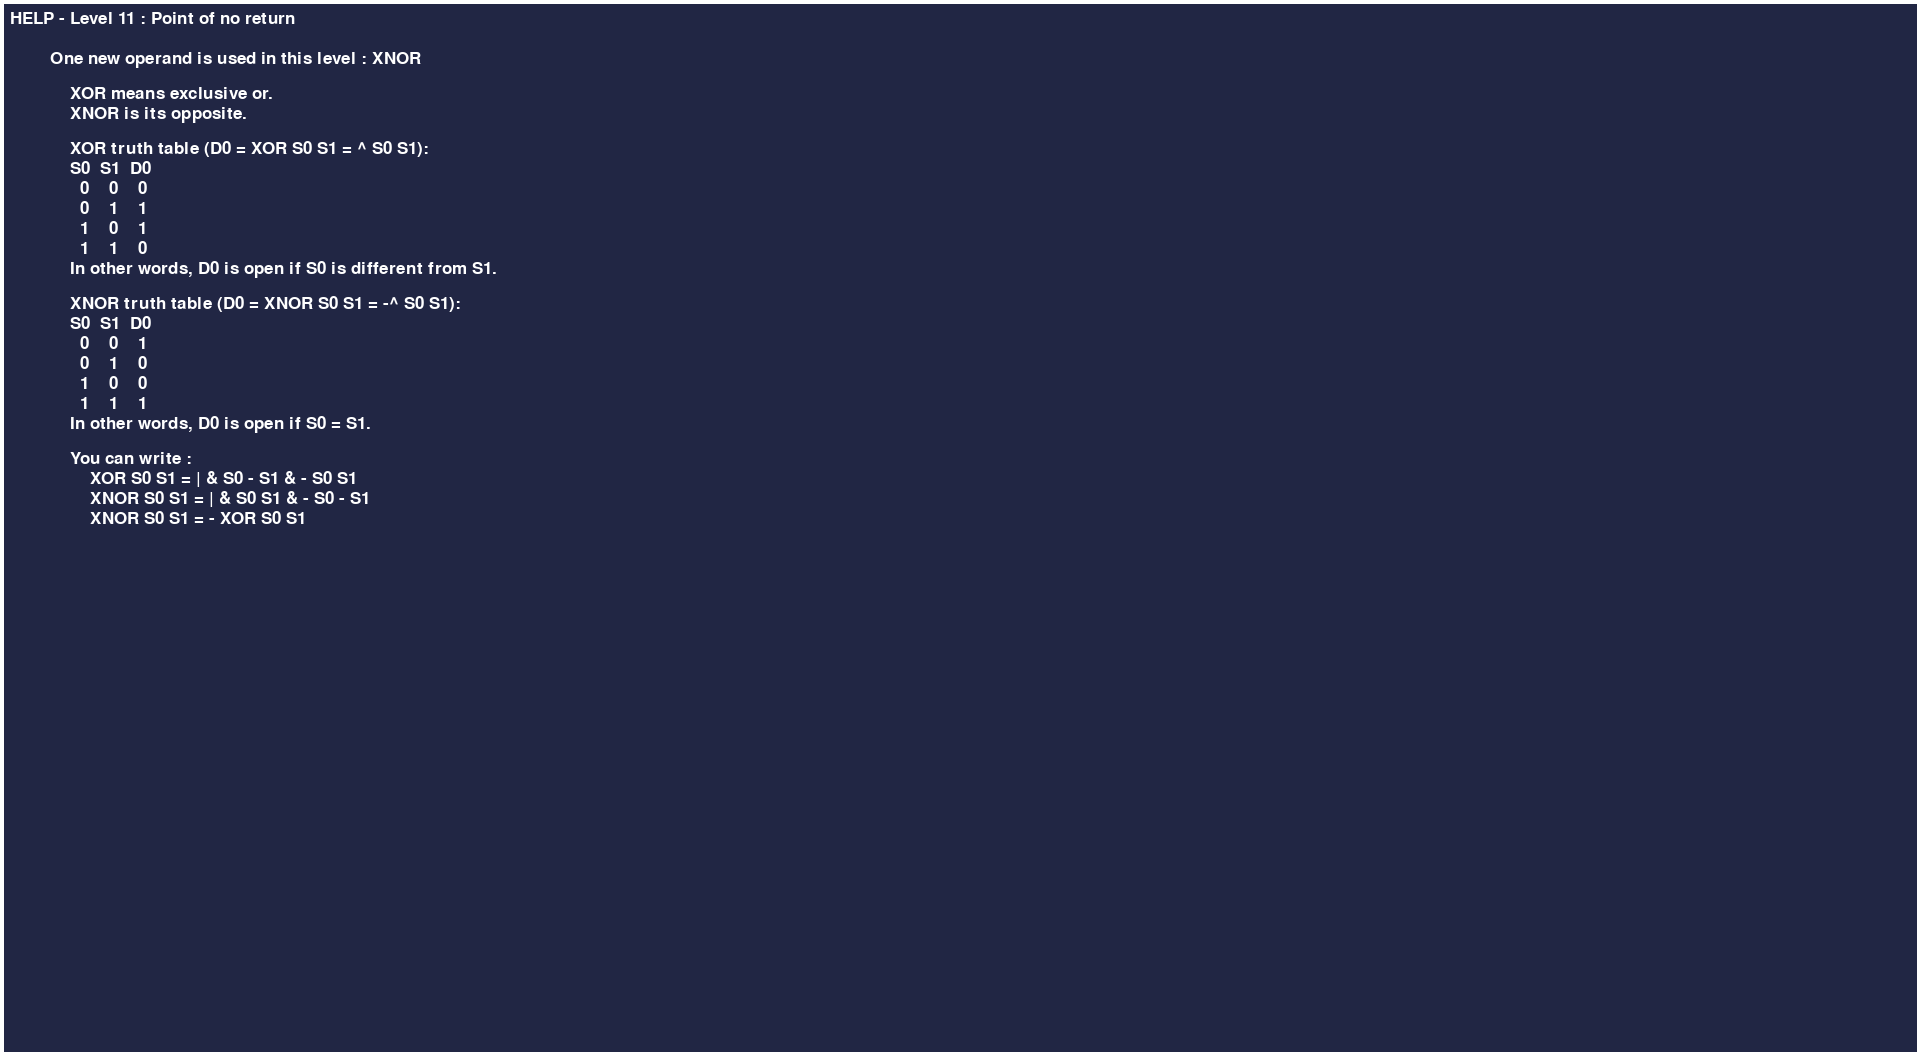 HELP - Level 11 : Point of no return
One new operand is used in this level : XNOR
XOR means exclusive or.
XNOR is its opposite.
XOR truth table (D0 = XOR S0 S1 = ^ S0 S1):
S0 S1 D0
0 0 0
0 1 1
1 0 1
1 1 0
In other words, D0 is open if S0 is different from S1.
XNOR truth table (D0 = XNOR S0 S1 = -^ S0 S1):
S0 S1 D0
0 0 1
0 1 0
1 0 0
1 1 1
In other words, D0 is open if S0 = S1.
You can write :
XOR S0 S1 = | & S0 - S1 & - S0 S1
XNOR S0 S1 = | & S0 S1 & - S0 - S1
XNOR S0 S1 = - XOR S0 S1